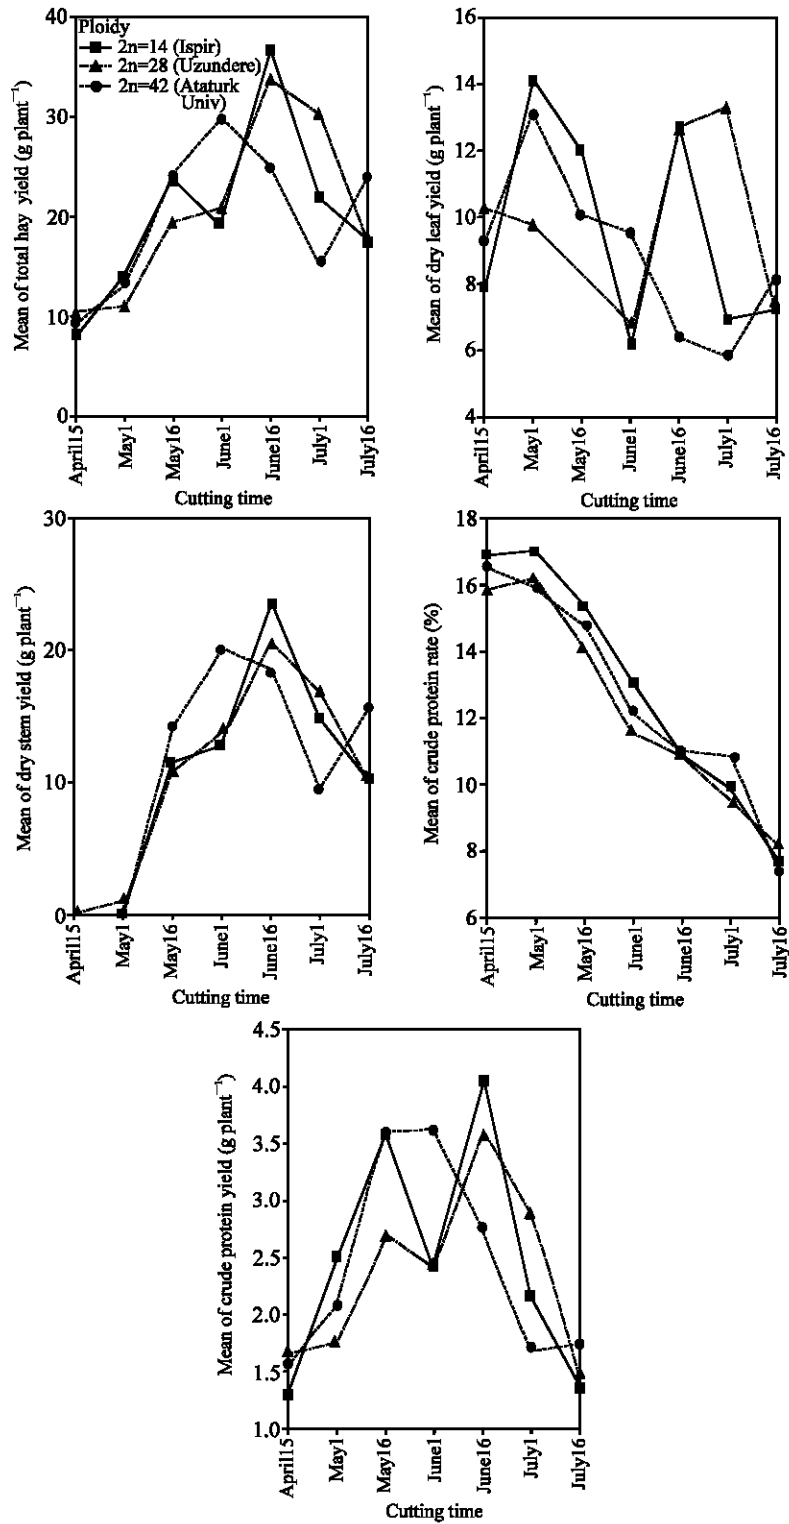 Mean of total hay yield (g plant⁻¹)
40
30
20
10
0
Ploidy
2n=14 (Ispir)
2n=28 (Uzundere)
2n=42 (Ataturk
Univ)
April15
May1
May16
June1
June16
July1
July16
Cutting time
Mean of dry leaf yield (g plant⁻¹)
16
14
12
10
8
6
4
April15
May1
May16
June1
June16
July1
July16
Cutting time
Mean of dry stem yield (g plant⁻¹)
30
20
10
0
April15
May1
May16
June1
June16
July1
July16
Cutting time
Mean of crude protein rate (%)
18
16
14
12
10
8
6
April15
May1
May16
June1
June16
July1
July16
Cutting time
Mean of crude protein yield (g plant⁻¹)
4.5
4.0
3.5
3.0
2.5
2.0
1.5
1.0
April15
May1
May16
June1
June16
July1
July16
Cutting time